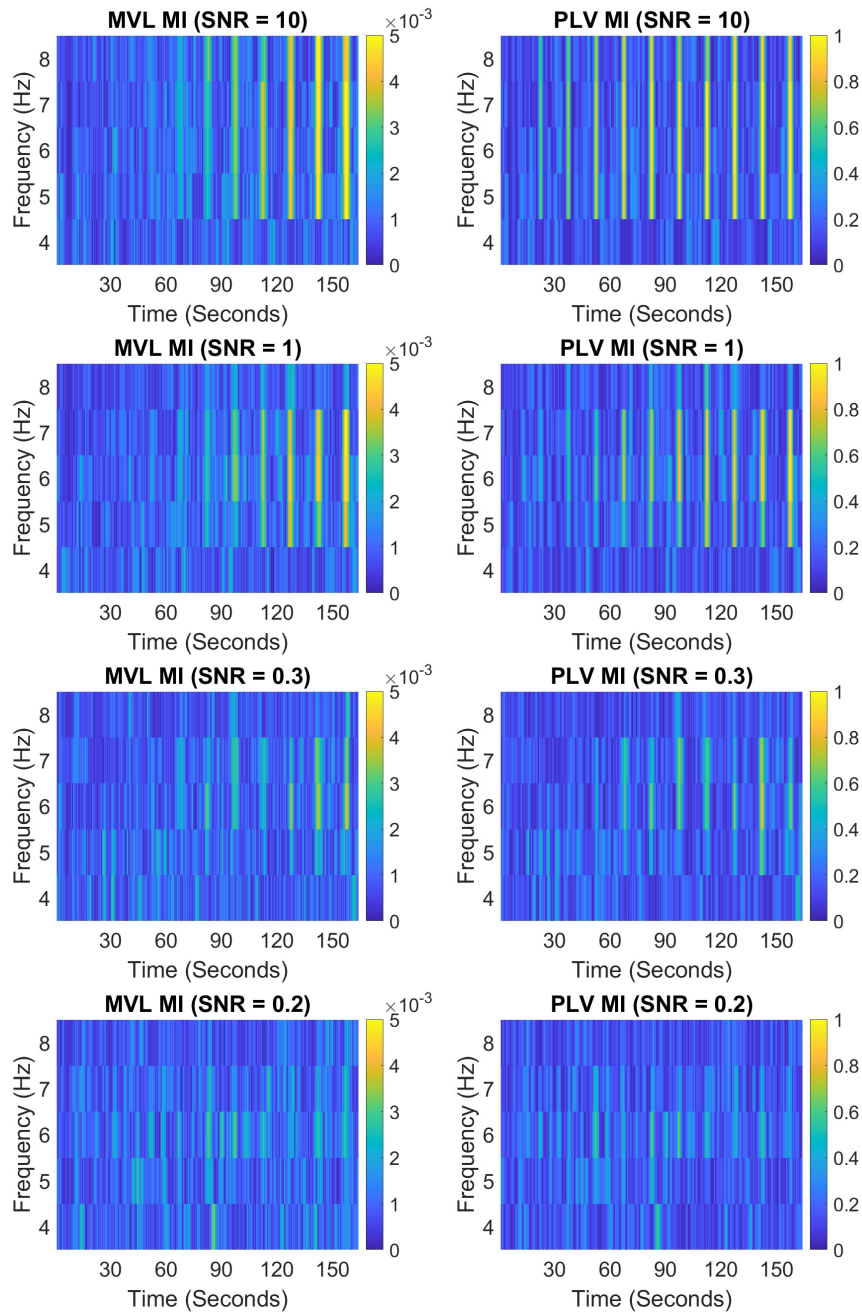 MVL MI (SNR = 10)
×10-3
5
4
3
2
1
0
8
7
6
5
4
Frequency (Hz)
30 60 90 120 150
Time (Seconds)
PLV MI (SNR = 10)
1
0.8
0.6
0.4
0.2
0
8
7
6
5
4
Frequency (Hz)
30 60 90 120 150
Time (Seconds)
MVL MI (SNR = 1)
×10-3
5
4
3
2
1
0
8
7
6
5
4
Frequency (Hz)
30 60 90 120 150
Time (Seconds)
PLV MI (SNR = 1)
1
0.8
0.6
0.4
0.2
0
8
7
6
5
4
Frequency (Hz)
30 60 90 120 150
Time (Seconds)
MVL MI (SNR = 0.3)
×10-3
5
4
3
2
1
0
8
7
6
5
4
Frequency (Hz)
30 60 90 120 150
Time (Seconds)
PLV MI (SNR = 0.3)
1
0.8
0.6
0.4
0.2
0
8
7
6
5
4
Frequency (Hz)
30 60 90 120 150
Time (Seconds)
MVL MI (SNR = 0.2)
×10-3
5
4
3
2
1
0
8
7
6
5
4
Frequency (Hz)
30 60 90 120 150
Time (Seconds)
PLV MI (SNR = 0.2)
1
0.8
0.6
0.4
0.2
0
8
7
6
5
4
Frequency (Hz)
30 60 90 120 150
Time (Seconds)